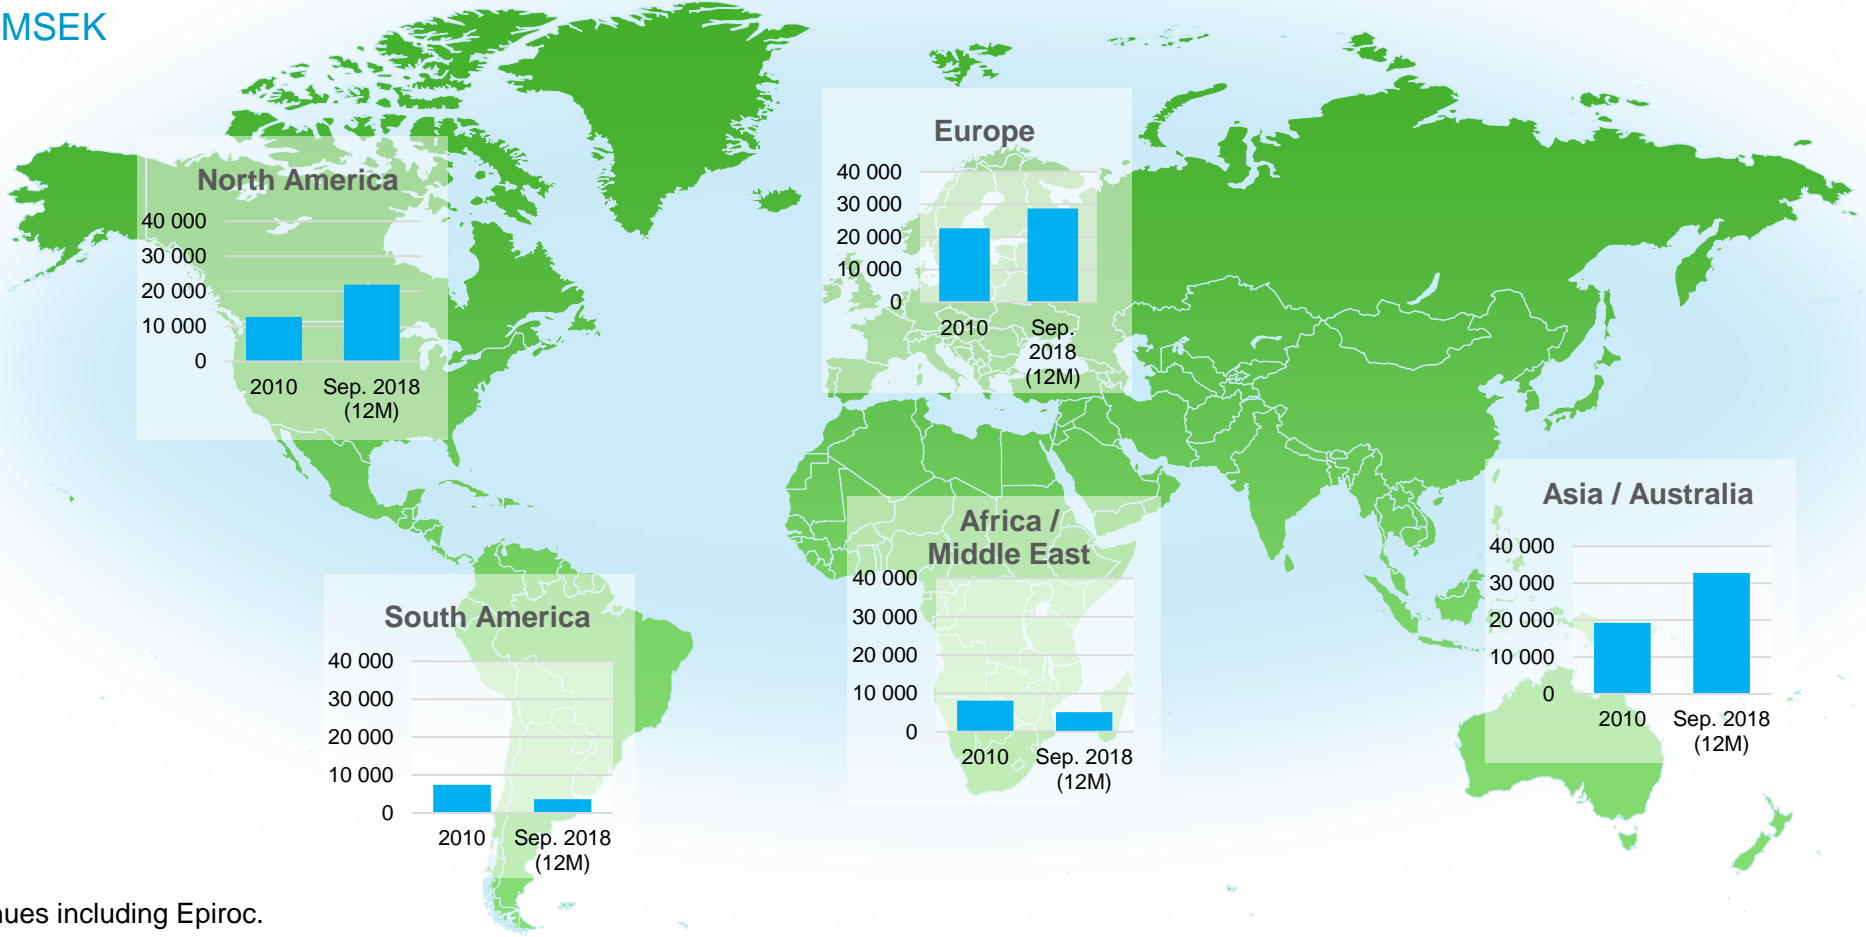 MSEK
North America
40 000
30 000
20 000
10 000
0
2010
Sep. 2018
(12M)
Europe
40 000
30 000
20 000
10 000
0
2010
Sep.
2018
(12M)
Asia / Australia
40 000
30 000
20 000
10 000
0
2010
Sep. 2018
(12M)
Africa /
Middle East
40 000
30 000
20 000
10 000
0
2010
Sep. 2018
(12M)
South America
40 000
30 000
20 000
10 000
0
2010
Sep. 2018
(12M)
including Epiroc.